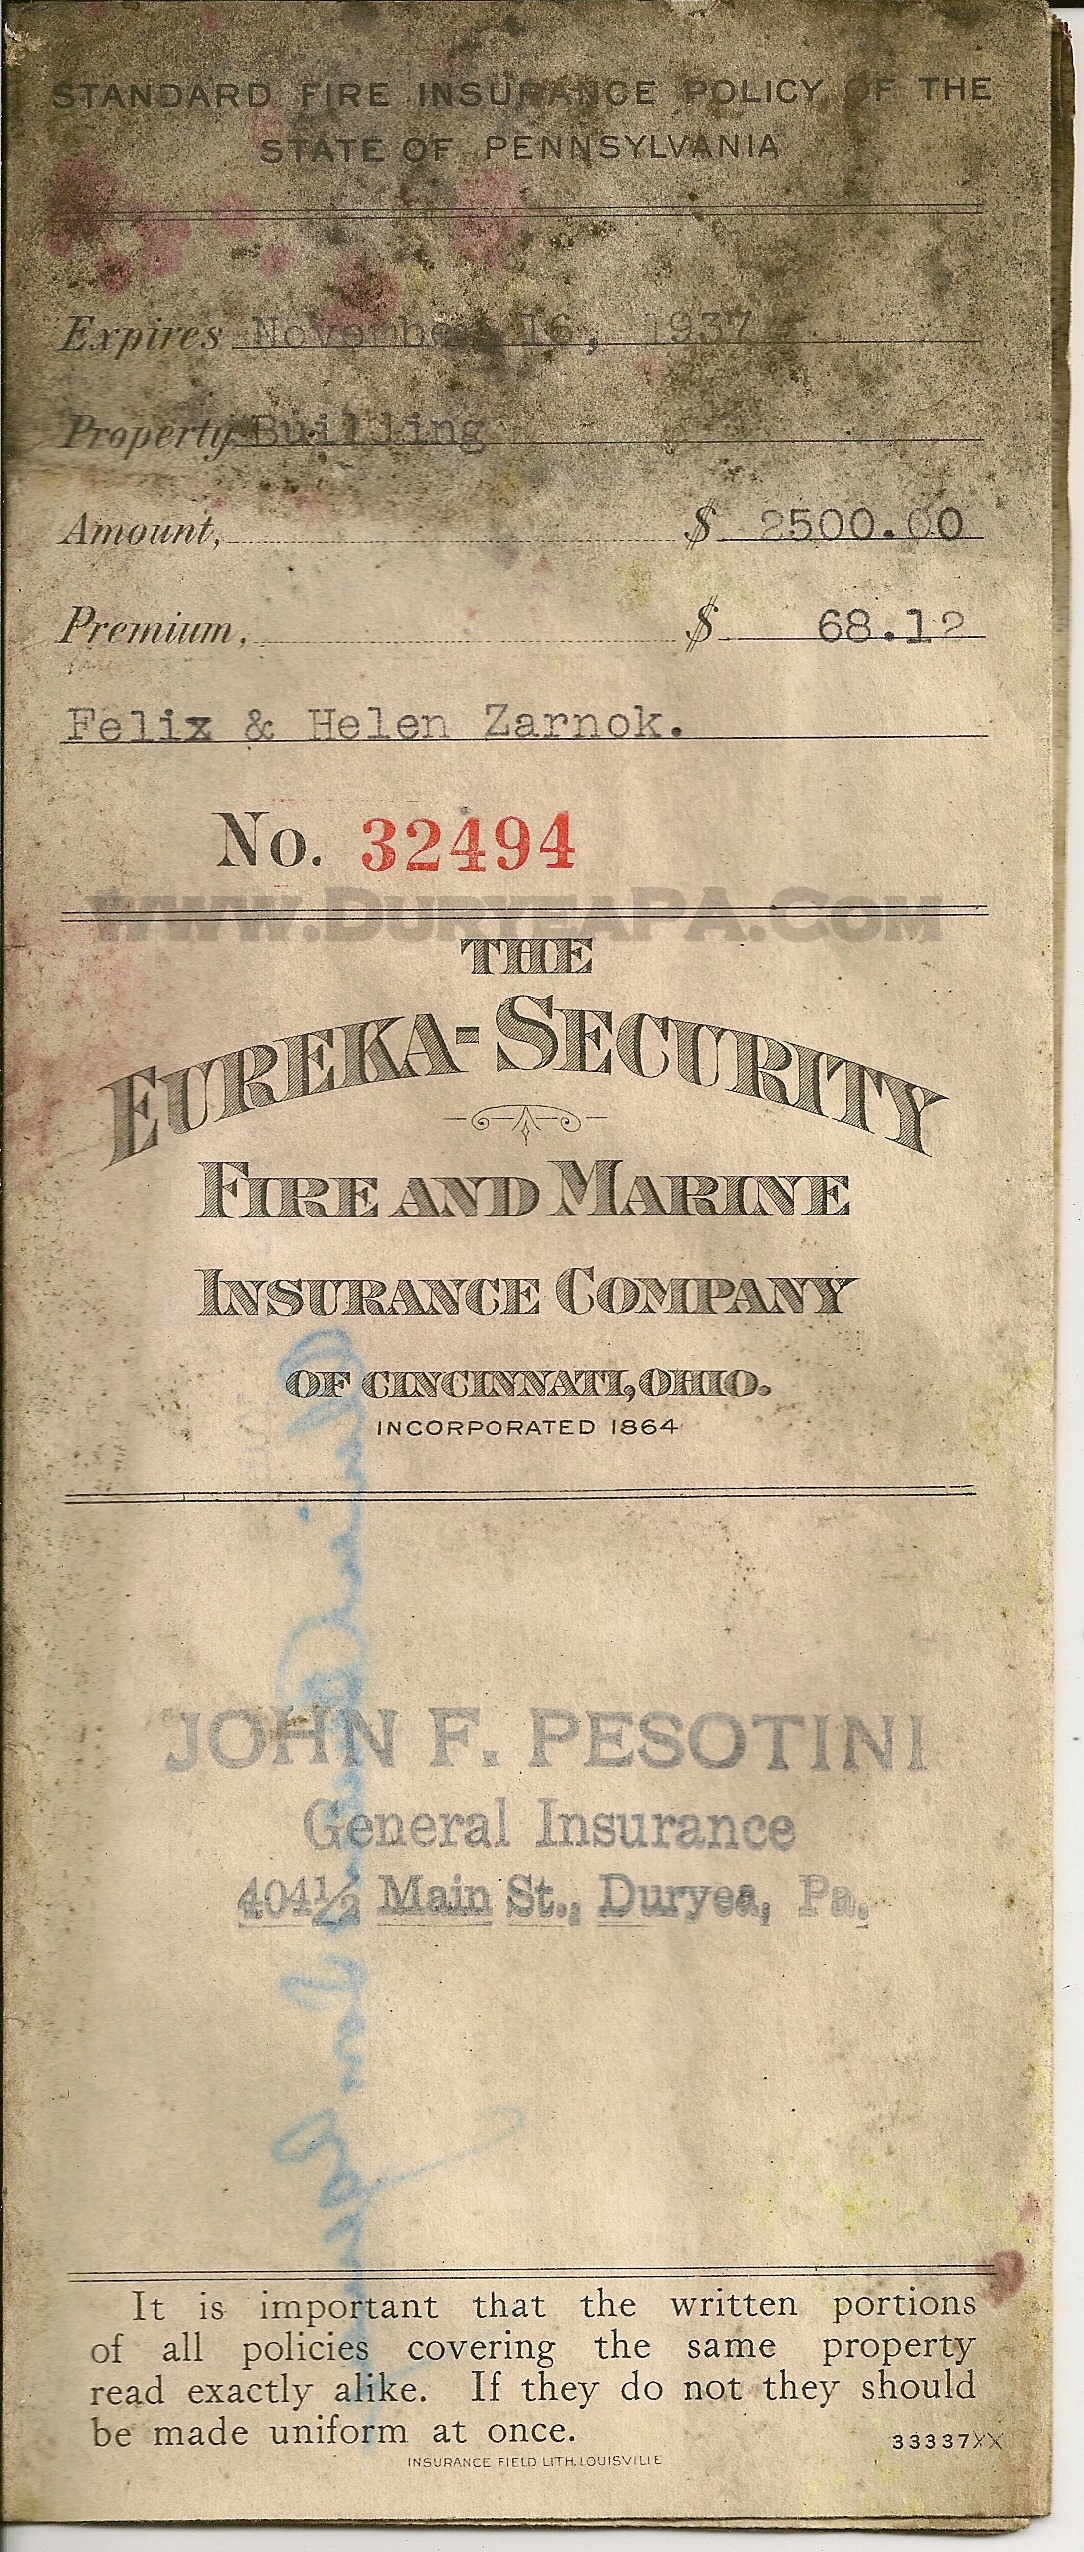 STANDARD FIRE INSURANCE POLICY OF THE
STATE OF PENNSYLVANIA
Expires November 16, 1937
Property Builling
Amount, $ 2500.00
Premium, $ 68.12
Felix & Helen Zarnok.
No. 32494
WWW.DURYEAPA.COM
THE
EUREKA-SECURITY
FIRE AND MARINE
INSURANCE COMPANY
OF CINCINNATI, OHIO.
INCORPORATED 1864
JOHN F. PESOTINI
General Insurance
404½ Main St., Duryea, Pa.
It is important that the written portions
of all policies covering the same property
read exactly alike. If they do not they should
be made uniform at once.
33337XX
INSURANCE FIELD LITH. LOUISVILLE